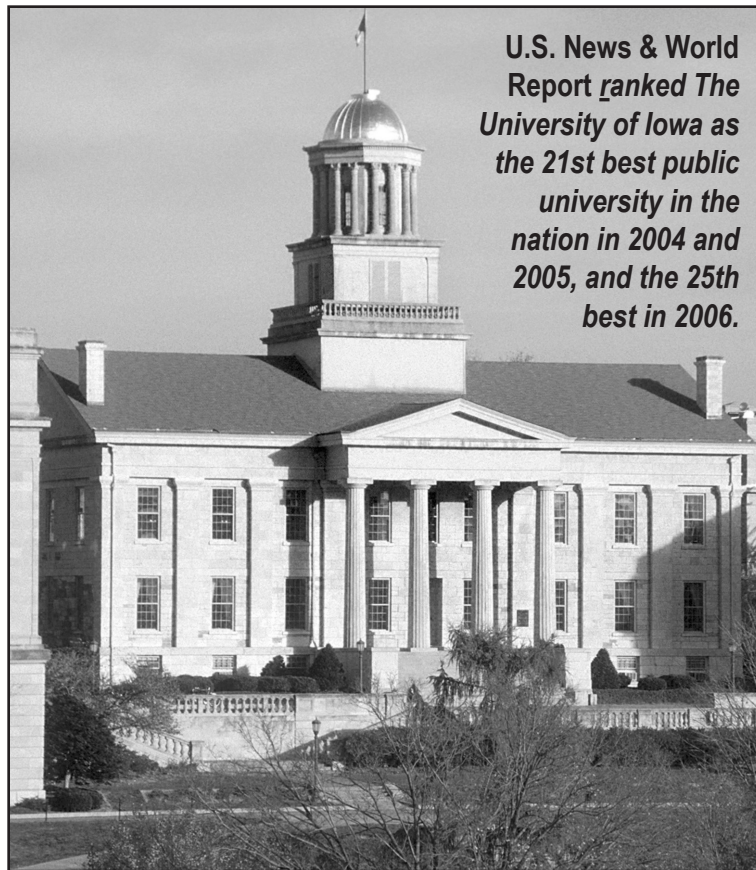 U.S. News & World
Report ranked The
University of Iowa as
the 21st best public
university in the
nation in 2004 and
2005, and the 25th
best in 2006.